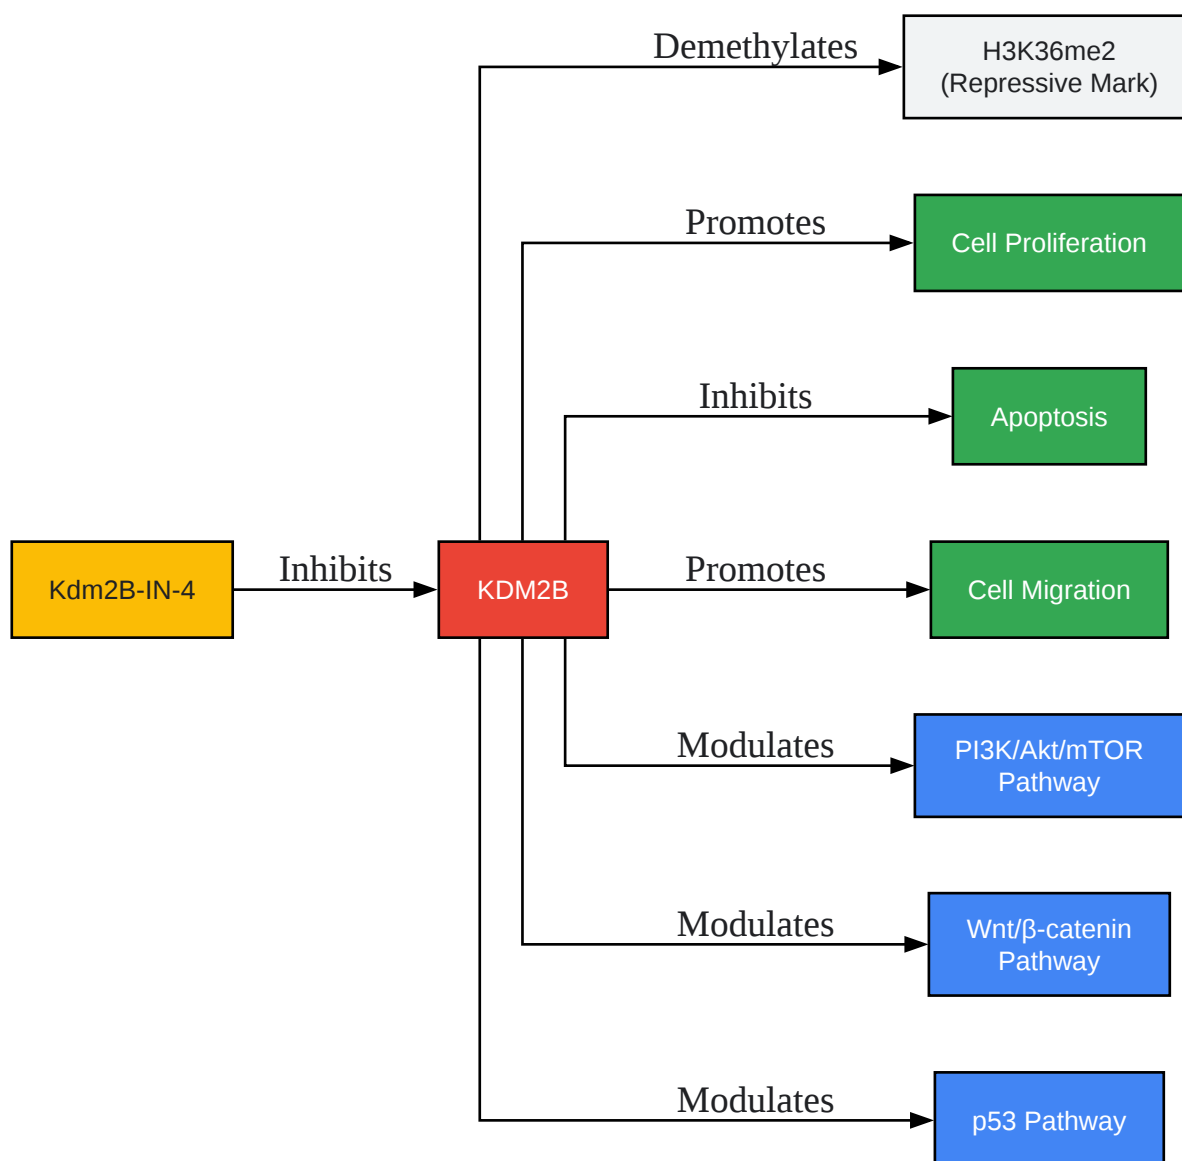 Demethylates
H3K36me2
(Repressive Mark)
Promotes
Cell Proliferation
Inhibits
Apoptosis
Kdm2B-IN-4
Inhibits
KDM2B
Promotes
Cell Migration
Modulates
PI3K/Akt/mTOR
Pathway
Modulates
Wnt/β-catenin
Pathway
Modulates
p53 Pathway